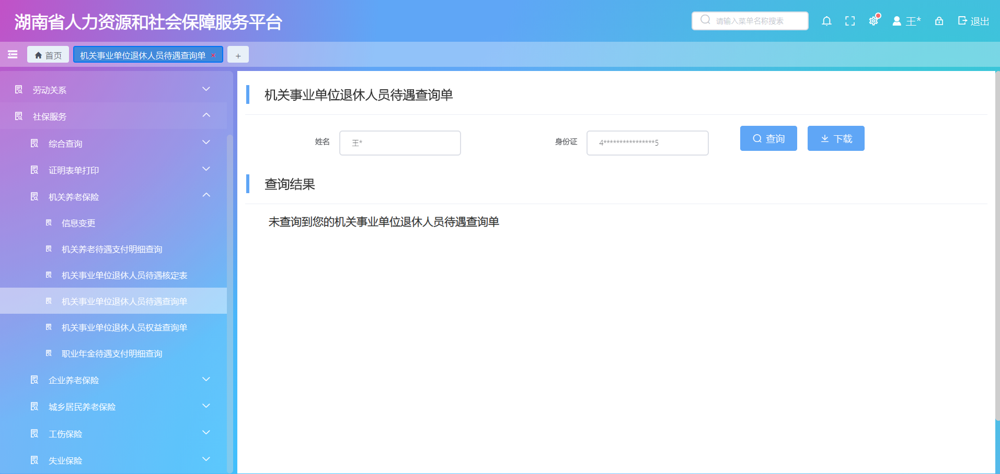 湖南省人力资源和社会保障服务平台
请输入菜单名称搜索
王*
退出
首页
机关事业单位退休人员待遇查询单 ×
+
劳动关系
社保服务
综合查询
证明表单打印
机关养老保险
信息变更
机关养老待遇支付明细查询
机关事业单位退休人员待遇核定表
机关事业单位退休人员待遇查询单
机关事业单位退休人员权益查询单
职业年金待遇支付明细查询
企业养老保险
城乡居民养老保险
工伤保险
失业保险
机关事业单位退休人员待遇查询单
姓名 王*
身份证 4****************5
查询
下载
查询结果
未查询到您的机关事业单位退休人员待遇查询单